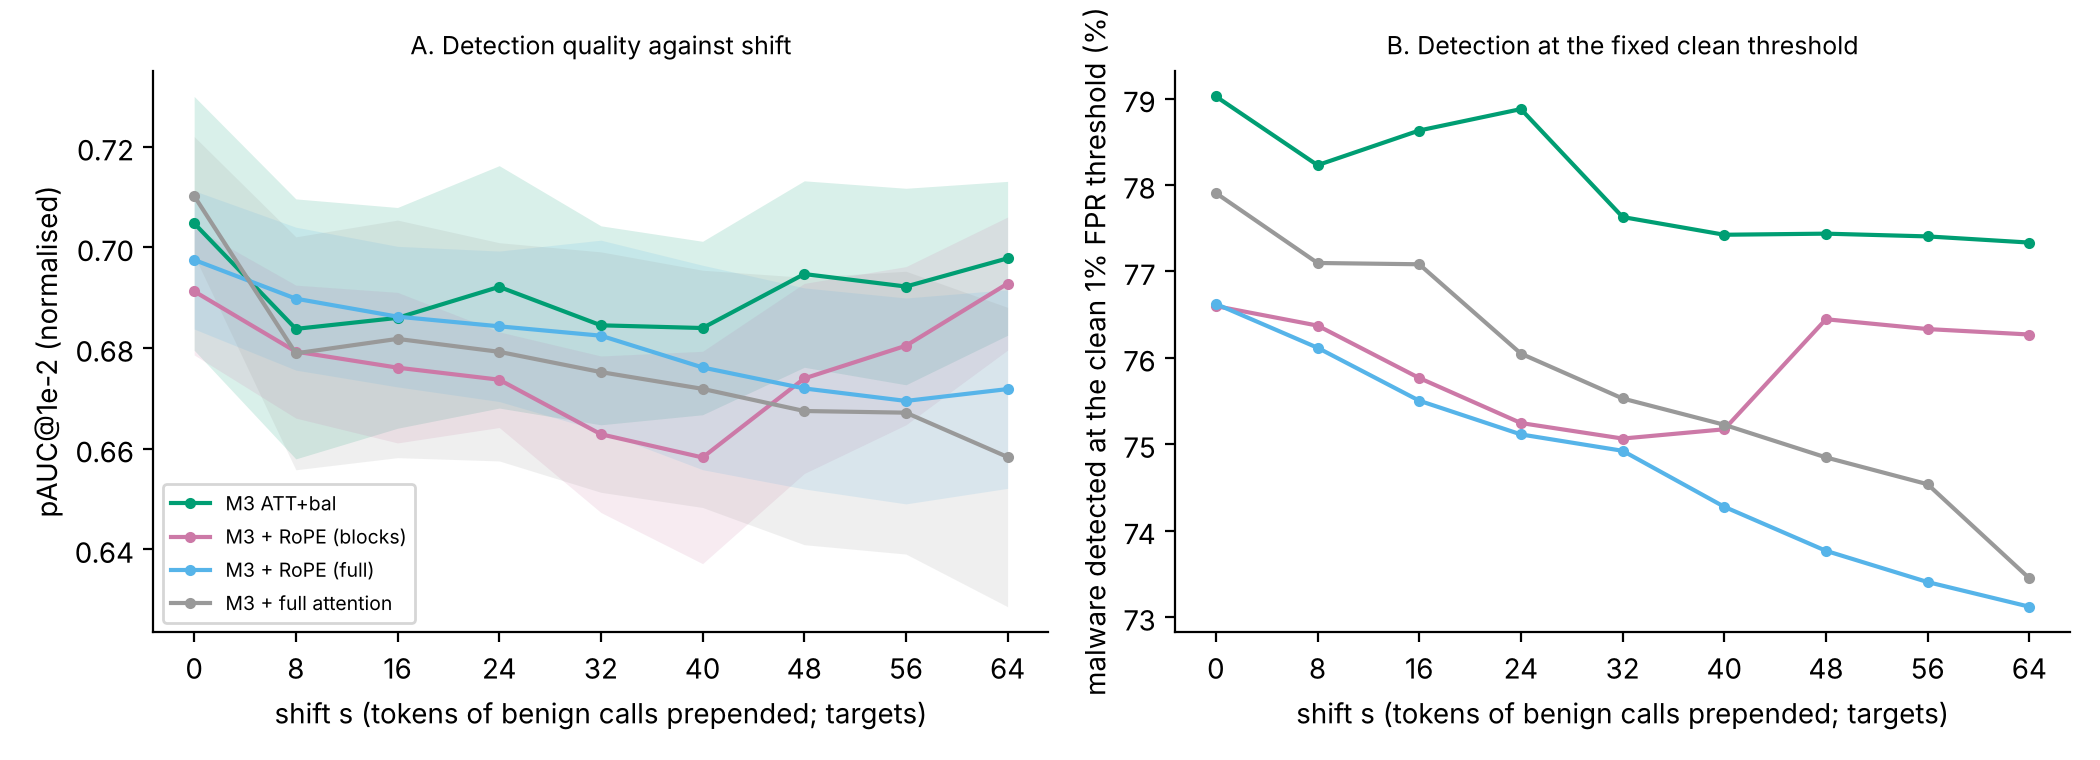 A. Detection quality against shift
pAUC@1e-2 (normalised)
0.72
0.70
0.68
0.66
0.64
M3 ATT+bal
M3 + RoPE (blocks)
M3 + RoPE (full)
M3 + full attention
0 8 16 24 32 40 48 56 64
shift s (tokens of benign calls prepended; targets)
B. Detection at the fixed clean threshold
malware detected at the clean 1% FPR threshold (%)
79
78
77
76
75
74
73
0 8 16 24 32 40 48 56 64
shift s (tokens of benign calls prepended; targets)